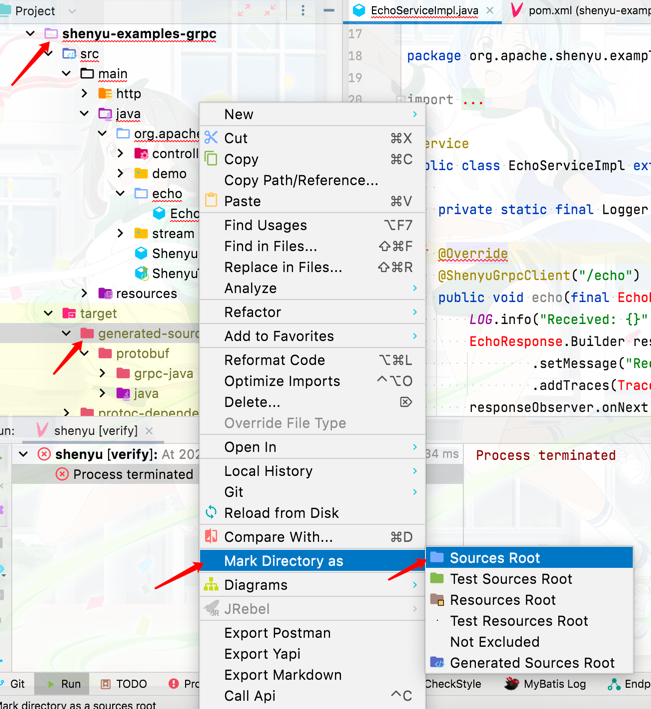 Project
EchoServiceImpl.java
pom.xml (shenyu-examp
shenyu-examples-grpc
src
main
http
java
org.apache
controll
demo
echo
Echo
stream
Shenyu
ShenyuT
resources
target
generated-sourc
protobuf
grpc-java
java
protoc-depende
17
18
19
20
package org.apache.shenyu.exampl
import ...
ervice
blic class EchoServiceImpl ext
private static final Logger
@Override
@ShenyuGrpcClient("/echo")
public void echo(final EchoR
LOG.info("Received: {}"
EchoResponse.Builder res
.setMessage("Rec
.addTraces(Trace
responseObserver.onNext
New
Cut ⌘X
Copy ⌘C
Copy Path/Reference...
Paste ⌘V
Find Usages ⌥F7
Find in Files... ⇧⌘F
Replace in Files... ⇧⌘R
Analyze
Refactor
Add to Favorites
Reformat Code ⌥⌘L
Optimize Imports ^⌥O
Delete... ⌦
Override File Type
Open In
Local History
Git
Reload from Disk
Compare With... ⌘D
Mark Directory as
Diagrams
JRebel
Export Postman
Export Yapi
Export Markdown
Call Api ^C
Sources Root
Test Sources Root
Resources Root
Test Resources Root
Not Excluded
Generated Sources Root
un:
shenyu [verify]
shenyu [verify]: At 202
34 ms
Process terminated
Process terminated
Git
Run
TODO
Pro
CheckStyle
MyBatis Log
Endp
Mark directory as a sources root